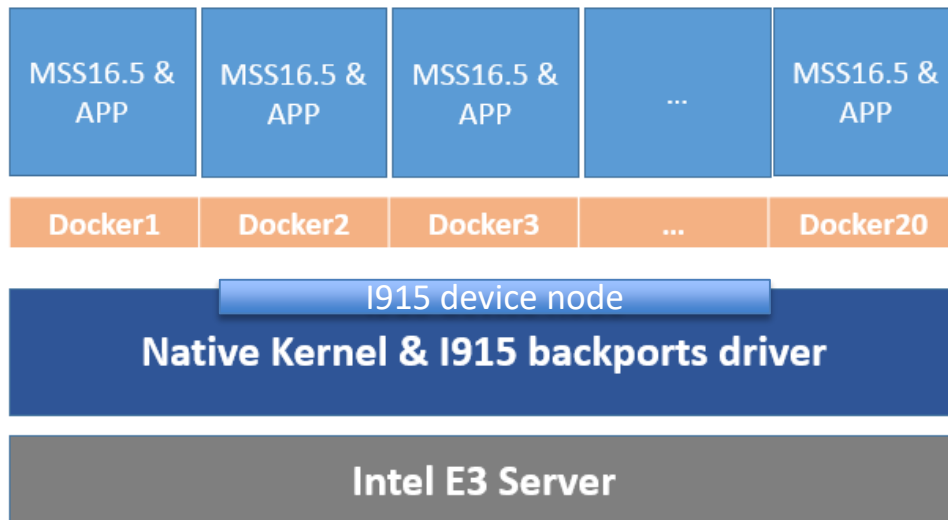 MSS16.5 &
APP
MSS16.5 &
APP
MSS16.5 &
APP
...
MSS16.5 &
APP
Docker1
Docker2
Docker3
...
Docker20
I915 device node
Native Kernel & I915 backports driver
Intel E3 Server